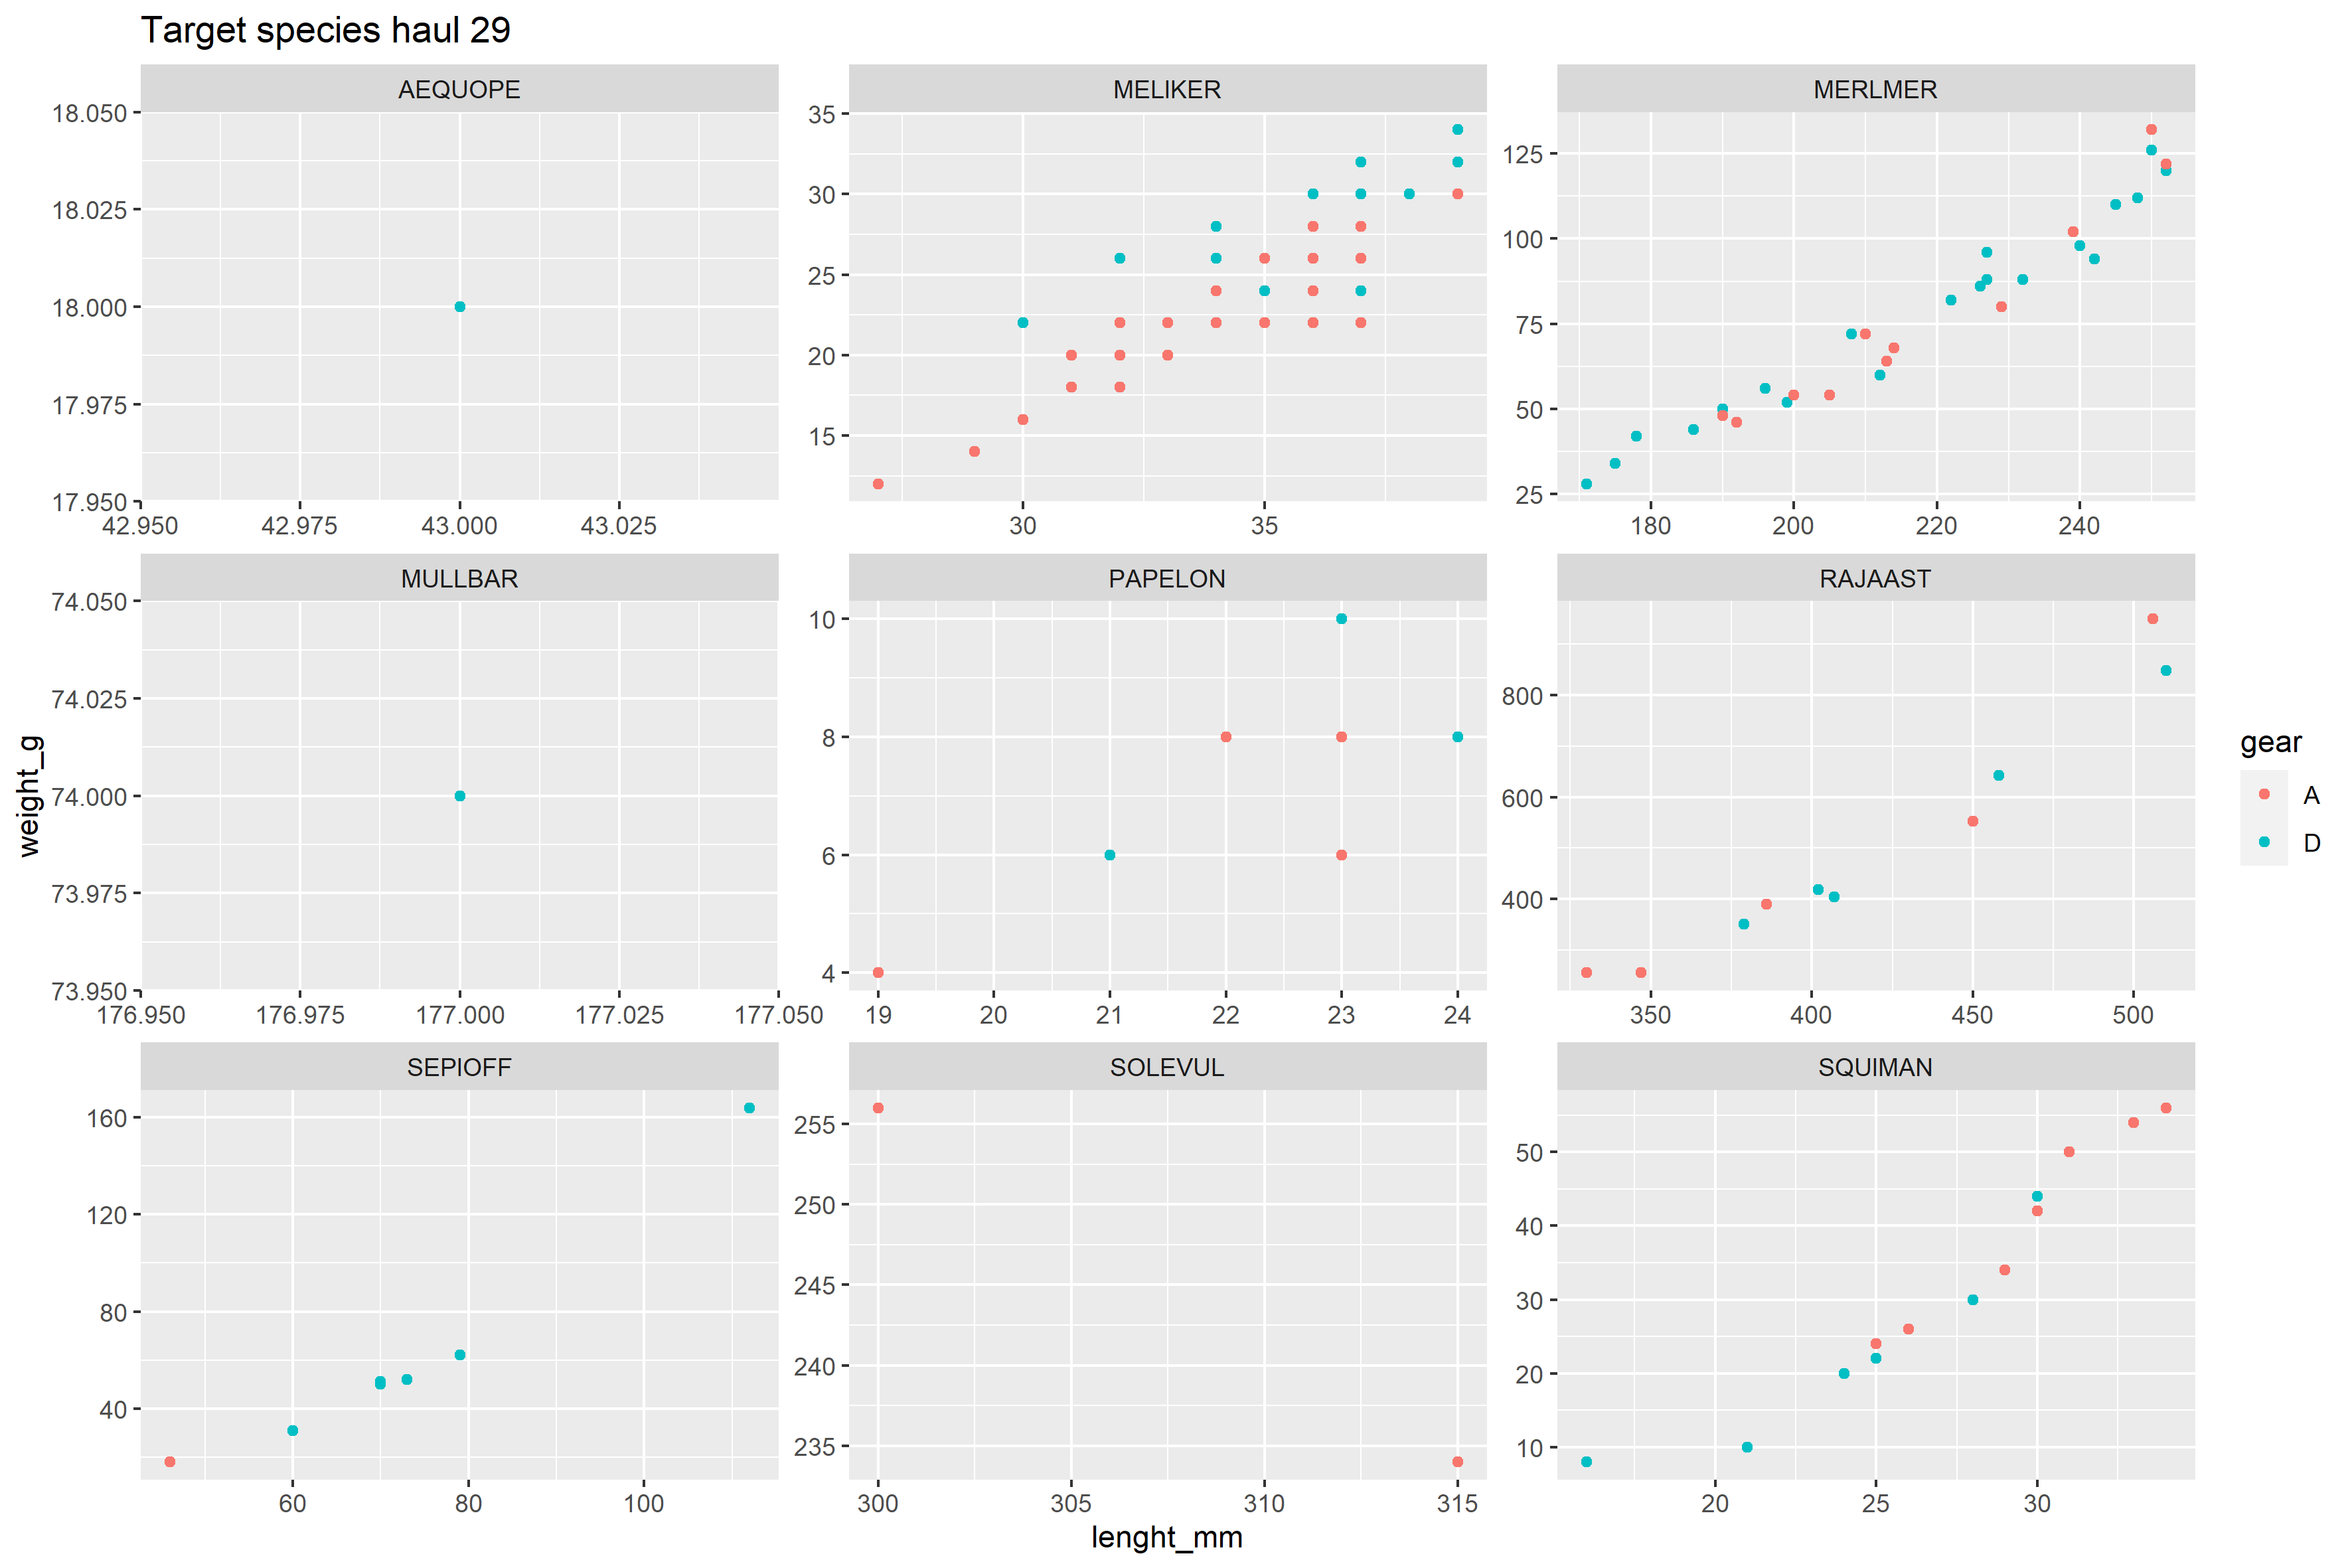 Target species haul 29
AEQUOPE
MELIKER
MERLMER
18.050
18.025
18.000
17.975
17.950
42.950 42.975 43.000 43.025
35
30
25
20
15
30 35
125
100
75
50
25
180 200 220 240
MULLBAR
PAPELON
RAJAAST
74.050
74.025
74.000
73.975
73.950
176.950 176.975 177.000 177.025 177.050
10
8
6
4
19 20 21 22 23 24
800
600
400
350 400 450 500
SEPIOFF
SOLEVUL
SQUIMAN
160
120
80
40
60 80 100
255
250
245
240
235
300 305 310 315
50
40
30
20
10
20 25 30
weight_g
lenght_mm
gear
A
D